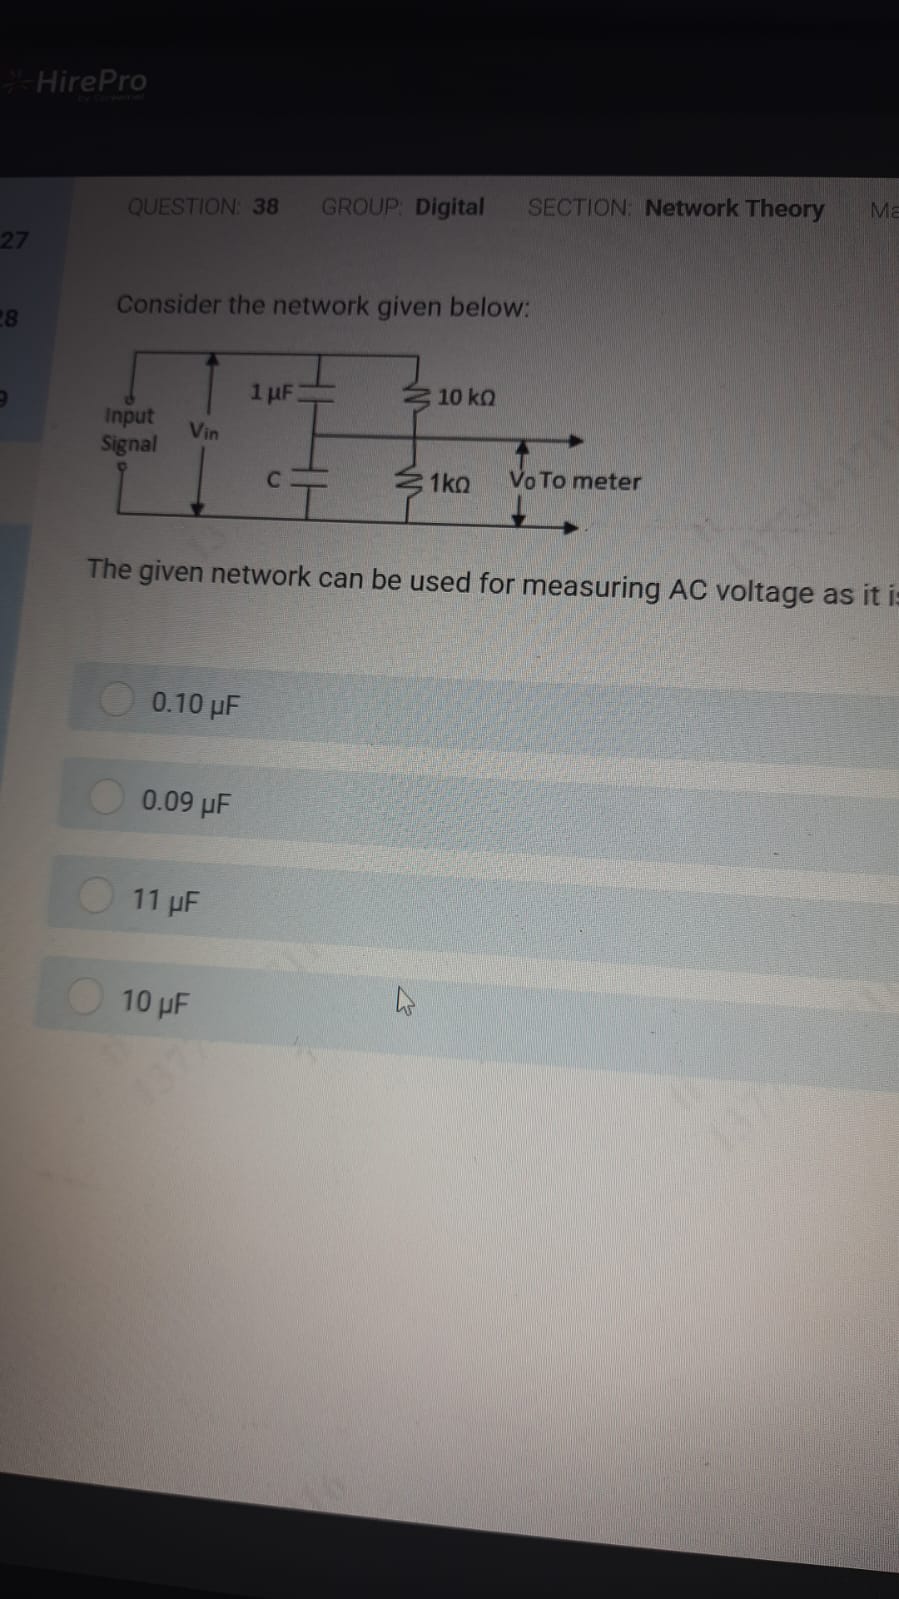 HirePro
QUESTION: 38 GROUP: Digital SECTION: Network Theory
27
28
9
Consider the network given below:
1 µF
10 kΩ
Input
Signal
Vin
C
1kΩ
Vo To meter
The given network can be used for measuring AC voltage as it
0.10 µF
0.09 µF
11 µF
10 µF